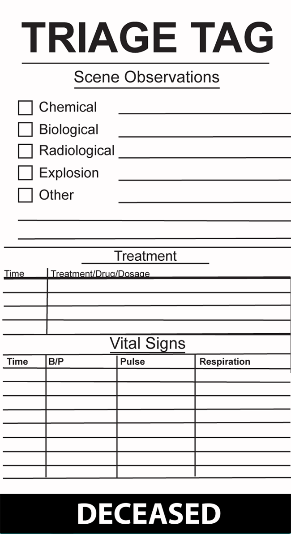 TRIAGE TAG
Scene Observations
Chemical
Biological
Radiological
Explosion
Other
Treatment
Time Treatment/Drug/Dosage
Vital Signs
Time B/P Pulse Respiration
DECEASED